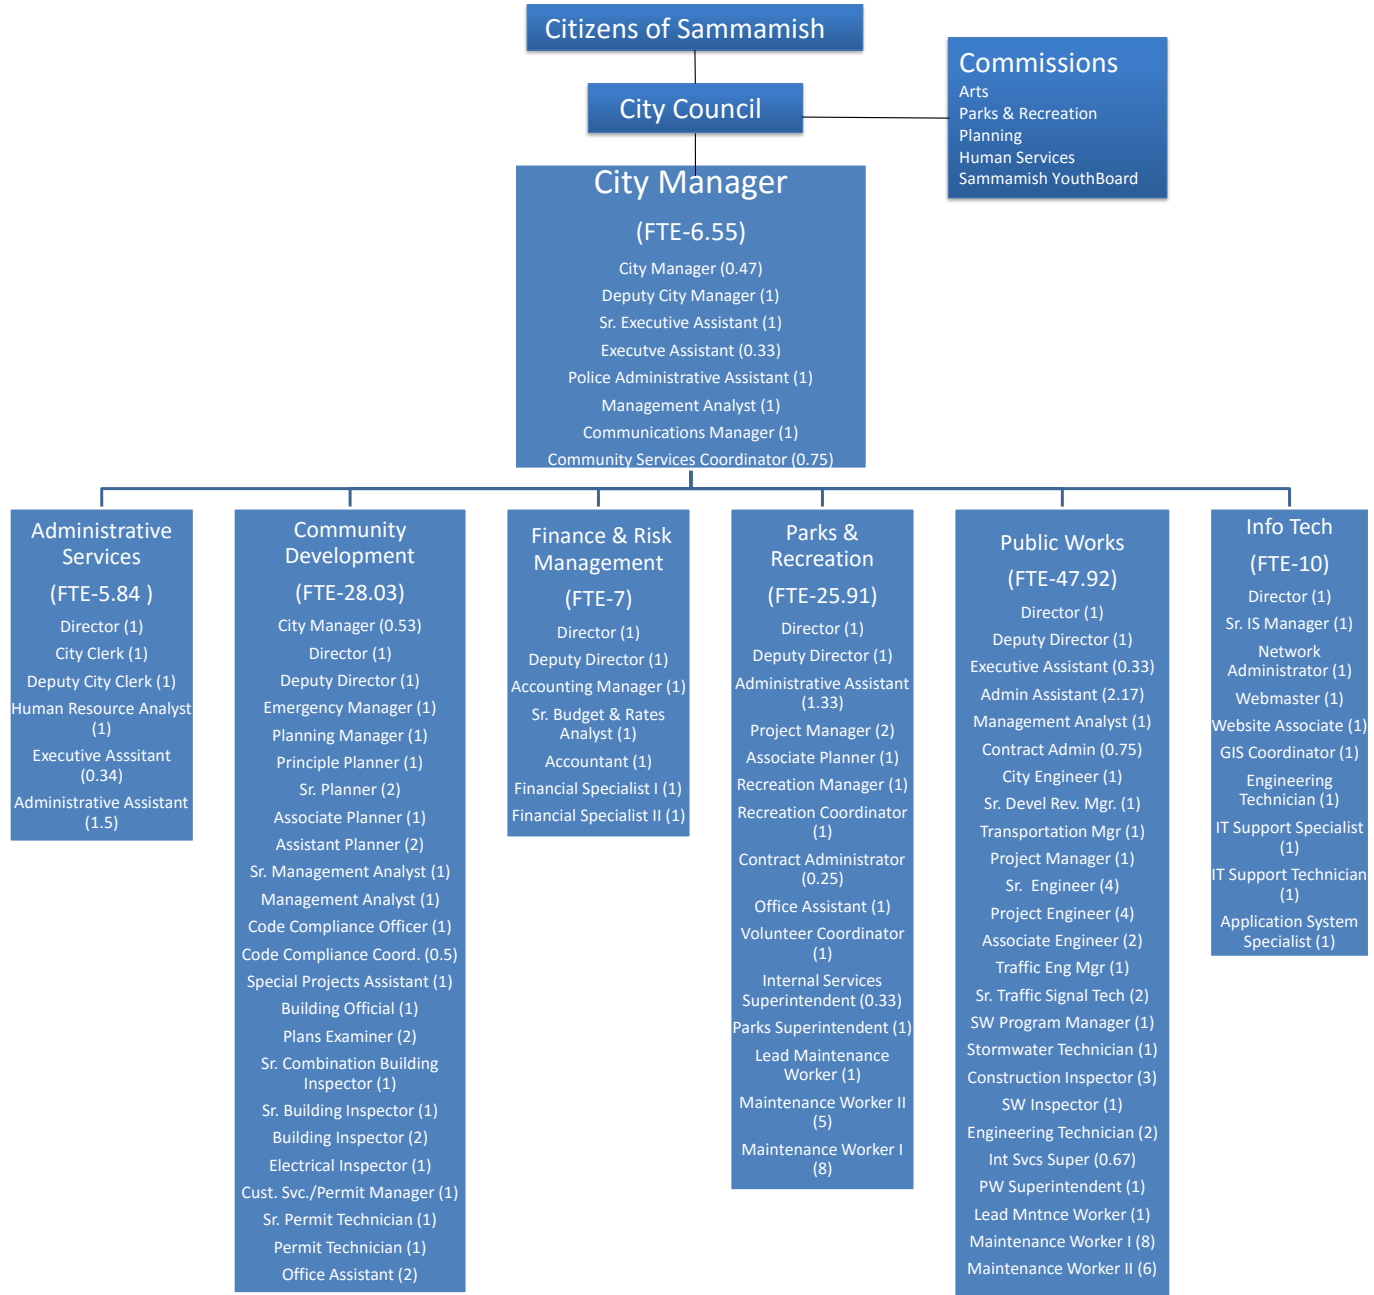 Citizens of Sammamish
City Council
Commissions
Arts
Parks & Recreation
Planning
Human Services
Sammamish YouthBoard
City Manager
(FTE-6.55)
City Manager (0.47)
Deputy City Manager (1)
Sr. Executive Assistant (1)
Executve Assistant (0.33)
Police Administrative Assistant (1)
Management Analyst (1)
Communications Manager (1)
Community Services Coordinator (0.75)
Administrative
Services
(FTE-5.84 )
Director (1)
City Clerk (1)
Deputy City Clerk (1)
Human Resource Analyst
(1)
Executive Asssitant
(0.34)
Administrative Assistant
(1.5)
Community
Development
(FTE-28.03)
City Manager (0.53)
Director (1)
Deputy Director (1)
Emergency Manager (1)
Planning Manager (1)
Principle Planner (1)
Sr. Planner (2)
Associate Planner (1)
Assistant Planner (2)
Sr. Management Analyst (1)
Management Analyst (1)
Code Compliance Officer (1)
Code Compliance Coord. (0.5)
Special Projects Assistant (1)
Building Official (1)
Plans Examiner (2)
Sr. Combination Building
Inspector (1)
Sr. Building Inspector (1)
Building Inspector (2)
Electrical Inspector (1)
Cust. Svc./Permit Manager (1)
Sr. Permit Technician (1)
Permit Technician (1)
Office Assistant (2)
Finance & Risk
Management
(FTE-7)
Director (1)
Deputy Director (1)
Accounting Manager (1)
Sr. Budget & Rates
Analyst (1)
Accountant (1)
Financial Specialist I (1)
Financial Specialist II (1)
Parks &
Recreation
(FTE-25.91)
Director (1)
Deputy Director (1)
Administrative Assistant
(1.33)
Project Manager (2)
Associate Planner (1)
Recreation Manager (1)
Recreation Coordinator
(1)
Contract Administrator
(0.25)
Office Assistant (1)
Volunteer Coordinator
(1)
Internal Services
Superintendent (0.33)
Parks Superintendent (1)
Lead Maintenance
Worker (1)
Maintenance Worker II
(5)
Maintenance Worker I
(8)
Public Works
(FTE-47.92)
Director (1)
Deputy Director (1)
Executive Assistant (0.33)
Admin Assistant (2.17)
Management Analyst (1)
Contract Admin (0.75)
City Engineer (1)
Sr. Devel Rev. Mgr. (1)
Transportation Mgr (1)
Project Manager (1)
Sr.  Engineer (4)
Project Engineer (4)
Associate Engineer (2)
Traffic Eng Mgr (1)
Sr. Traffic Signal Tech (2)
SW Program Manager (1)
Stormwater Technician (1)
Construction Inspector (3)
SW Inspector (1)
Engineering Technician (2)
Int Svcs Super (0.67)
PW Superintendent (1)
Lead Mntnce Worker (1)
Maintenance Worker I (8)
Maintenance Worker II (6)
Info Tech
(FTE-10)
Director (1)
Sr. IS Manager (1)
Network
Administrator (1)
Webmaster (1)
Website Associate (1)
GIS Coordinator (1)
Engineering
Technician (1)
IT Support Specialist
(1)
IT Support Technician
(1)
Application System
Specialist (1)